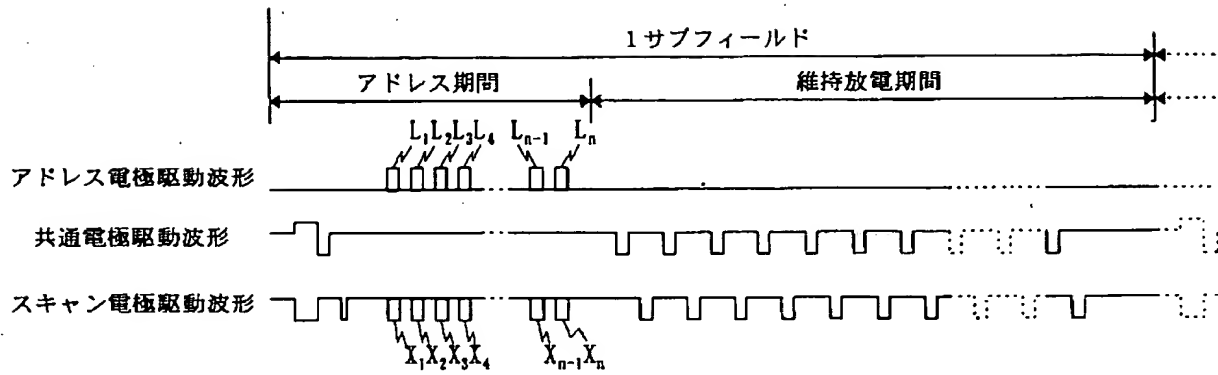 1サブフィールド
アドレス期間 維持放電期間
L₁L₂L₃L₄ Lₙ₋₁ Lₙ
アドレス電極駆動波形
共通電極駆動波形
スキャン電極駆動波形
X₁X₂X₃X₄ Xₙ₋₁Xₙ